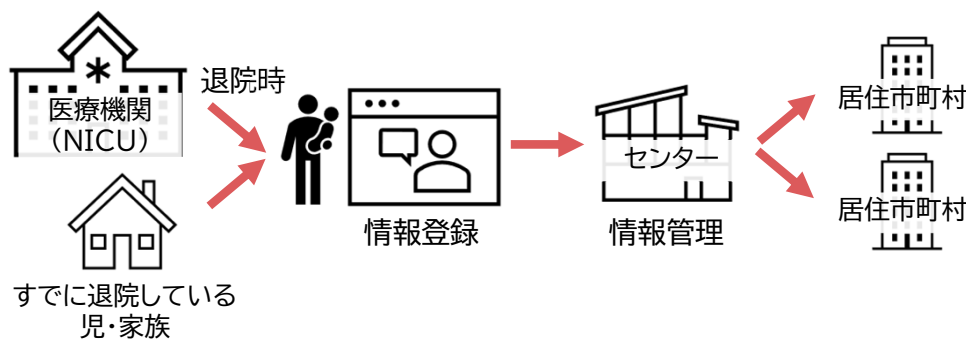 医療機関
（NICU）
退院時
すでに退院している
児・家族
情報登録
センター
情報管理
居住市町村
居住市町村